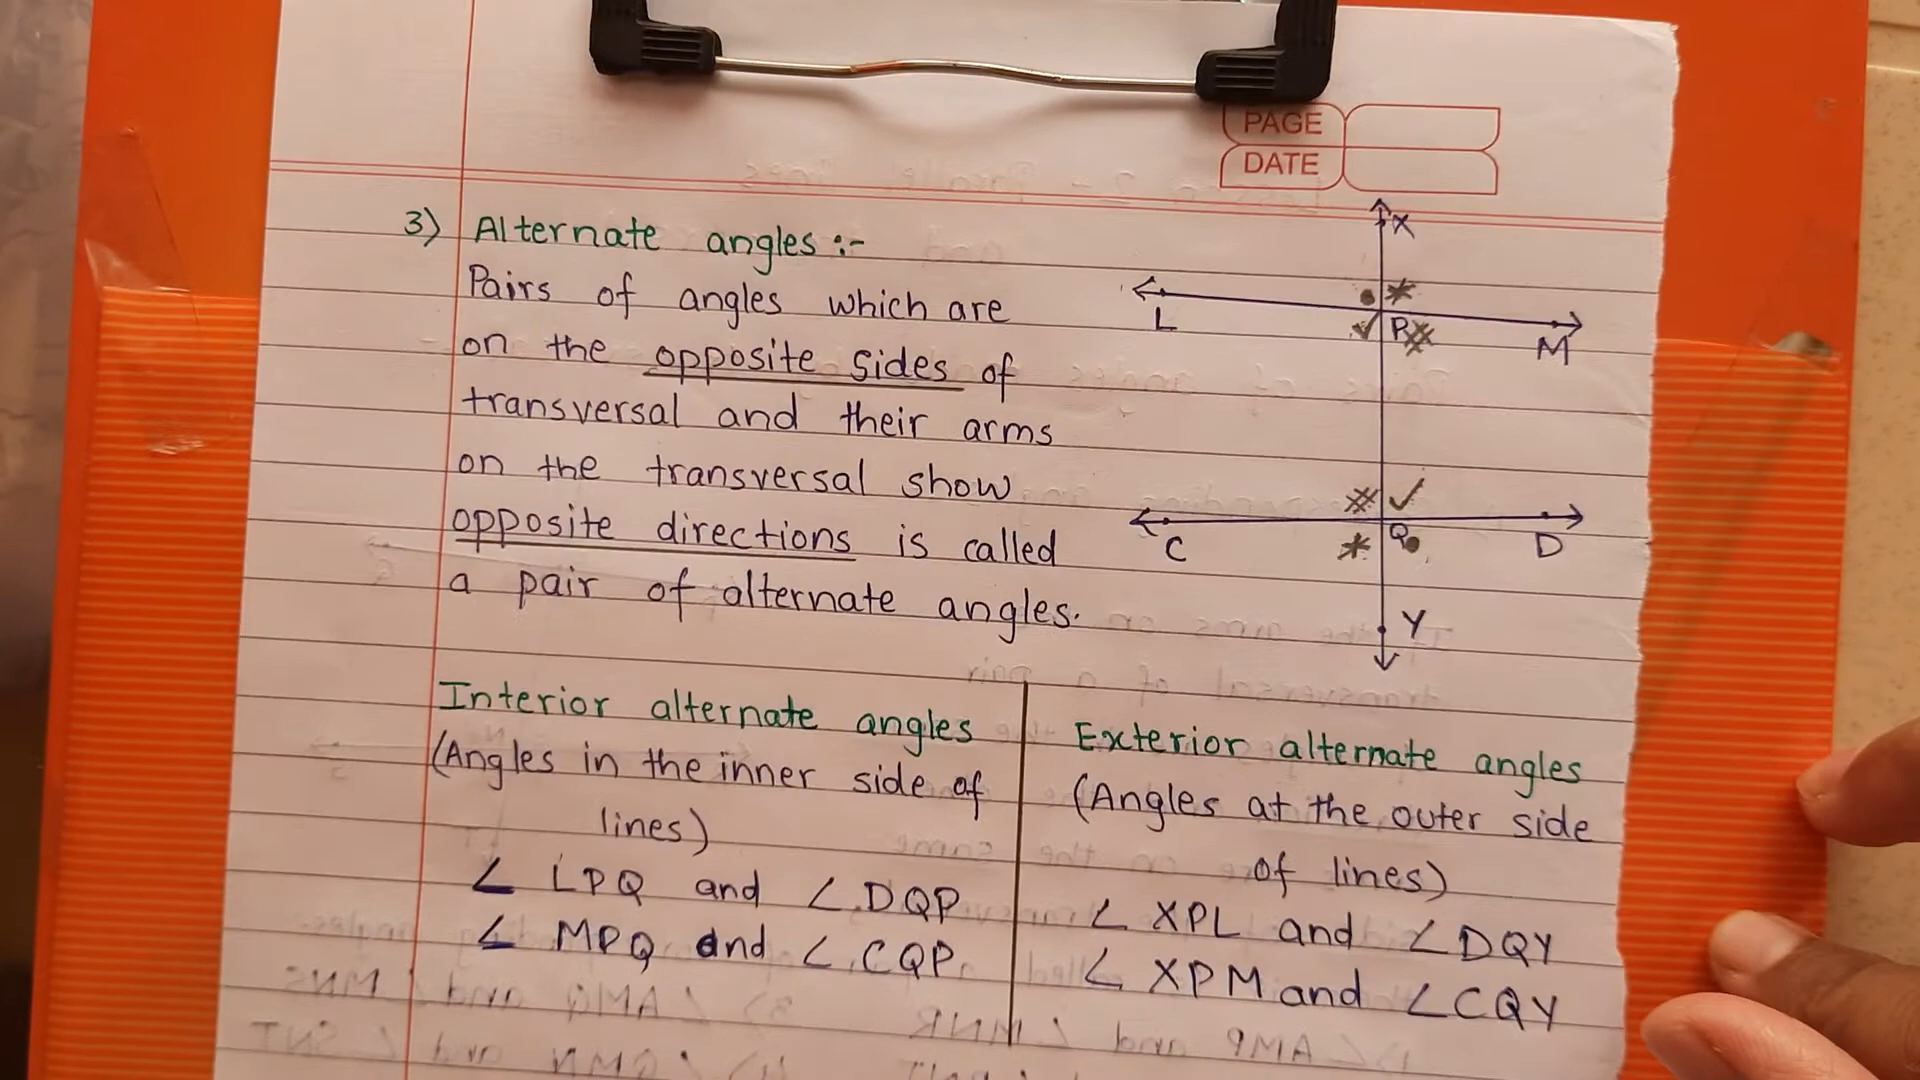 PAGE
DATE
3) Alternate angles :-
Pairs of angles which are
on the opposite sides of
transversal and their arms
on the transversal show
opposite directions is called
a pair of alternate angles.
X
L
P
M
C
Q
D
Y
Interior alternate angles
(Angles in the inner side of
lines)
∠ LPQ and ∠DQP
∠ MPQ and ∠CQP
Exterior alternate angles
(Angles at the outer side
of lines)
∠ XPL and ∠DQY
∠ XPM and ∠CQY